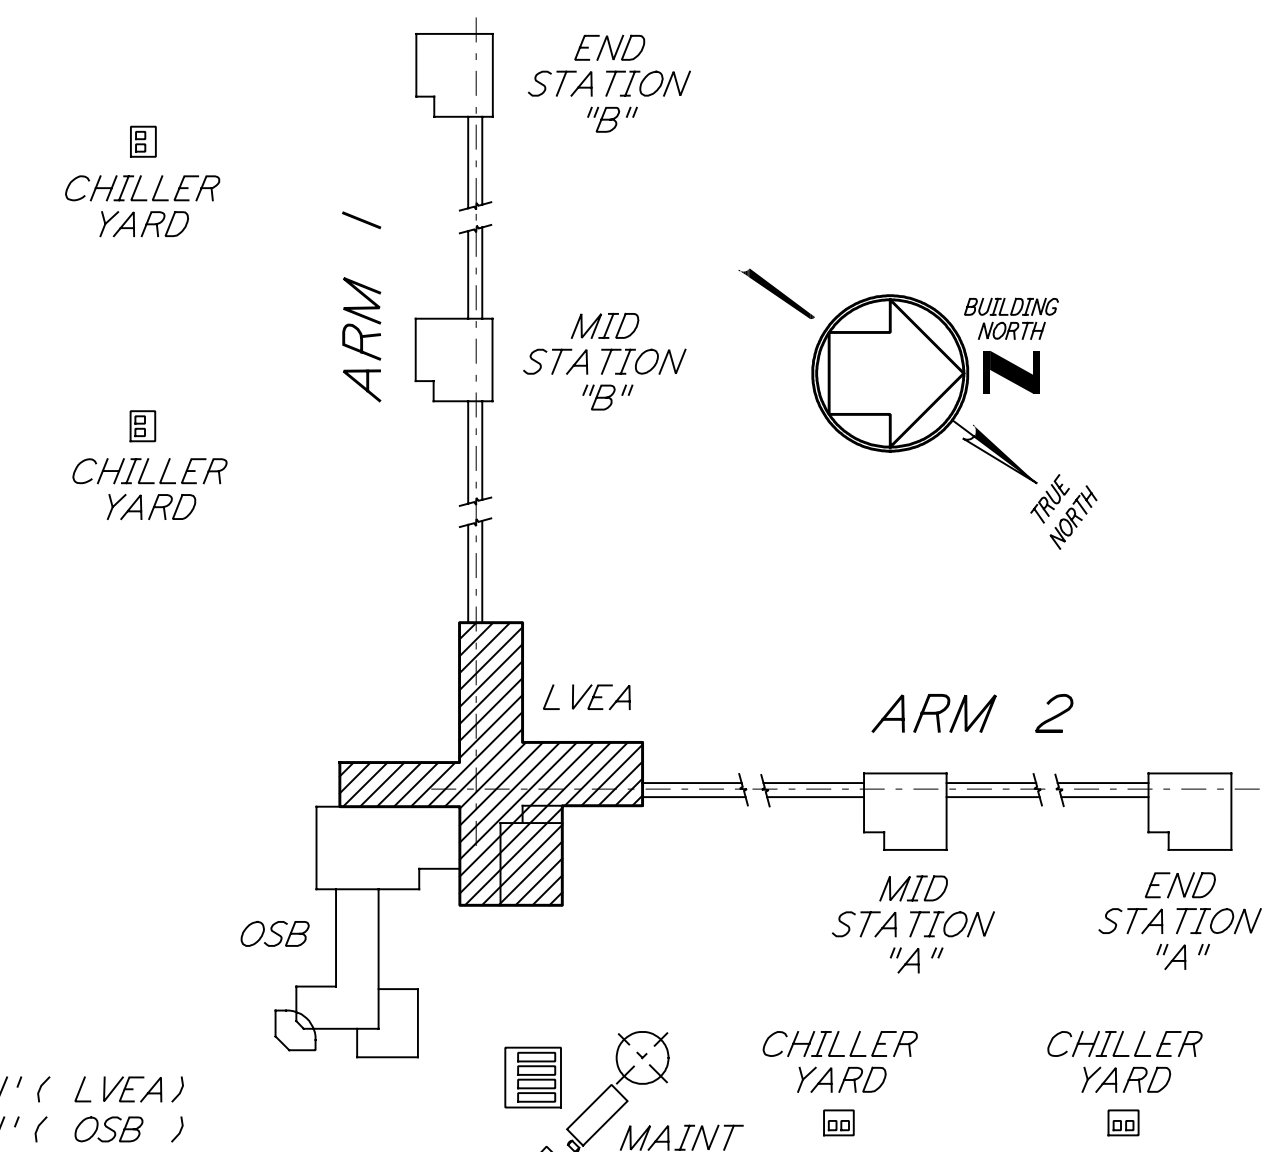 END
STATION
"B"
CHILLER
YARD
ARM 1
BUILDING
NORTH
N
MID
STATION
"B"
CHILLER
YARD
TRUE
NORTH
LVEA
ARM 2
MID
STATION
"A"
END
STATION
"A"
OSB
CHILLER
YARD
CHILLER
YARD
( LVEA)
( OSB )
MAINT